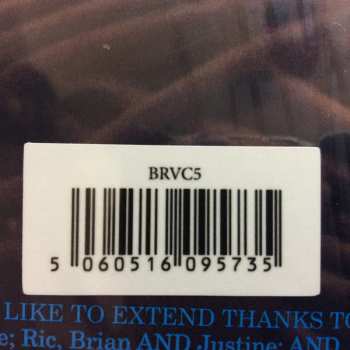 BRVC5
5 060516 095735
LIKE TO EXTEND THANKS TO
e; Ric, Brian AND Justine; AND